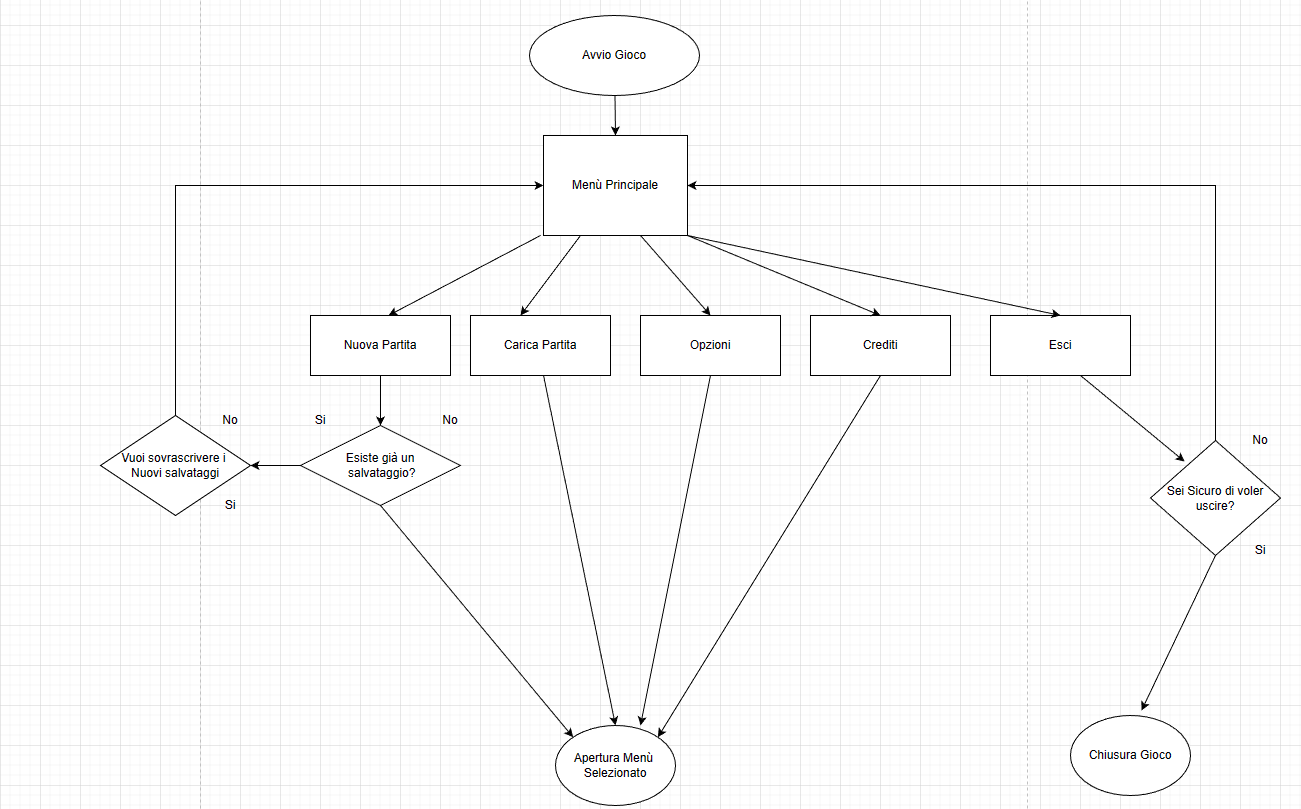 Avvio Gioco
Menù Principale
Nuova Partita
Carica Partita
Opzioni
Crediti
Esci
No
Si
No
Vuoi sovrascrivere i
Nuovi salvataggi
Esiste già un
salvataggio?
Si
No
Sei Sicuro di voler
uscire?
Si
Apertura Menù
Selezionato
Chiusura Gioco